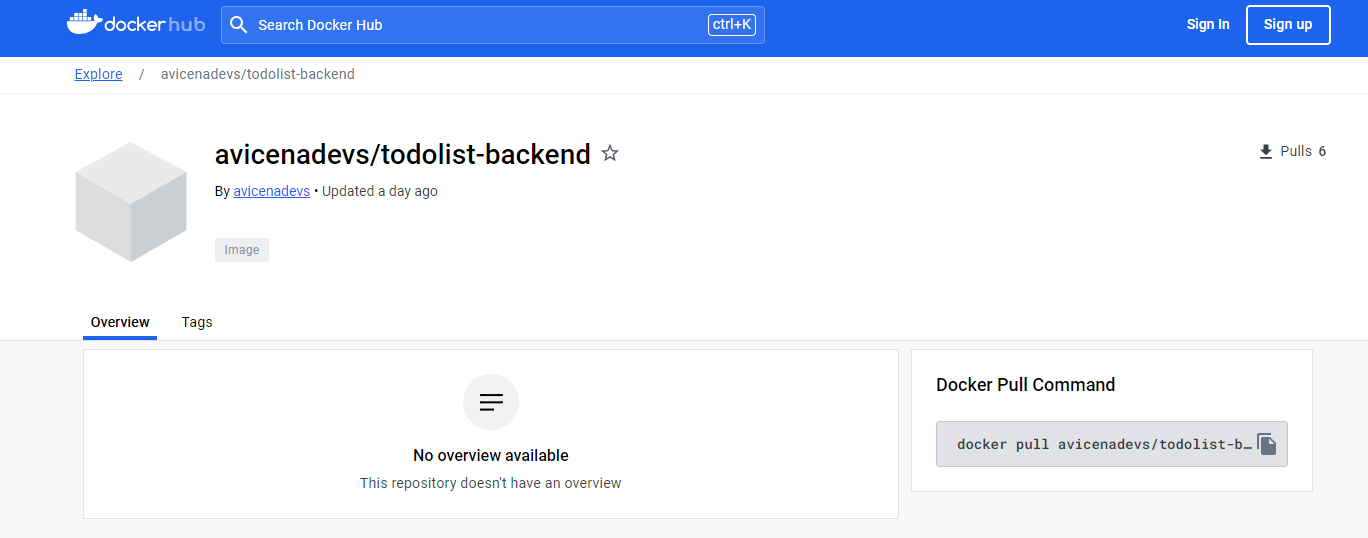 dockerhub
Search Docker Hub
ctrl+K
Sign In
Sign up
Explore / avicenadevs/todolist-backend
avicenadevs/todolist-backend
Pulls 6
By avicenadevs • Updated a day ago
Image
Overview
Tags
No overview available
This repository doesn't have an overview
Docker Pull Command
docker pull avicenadevs/todolist-b…